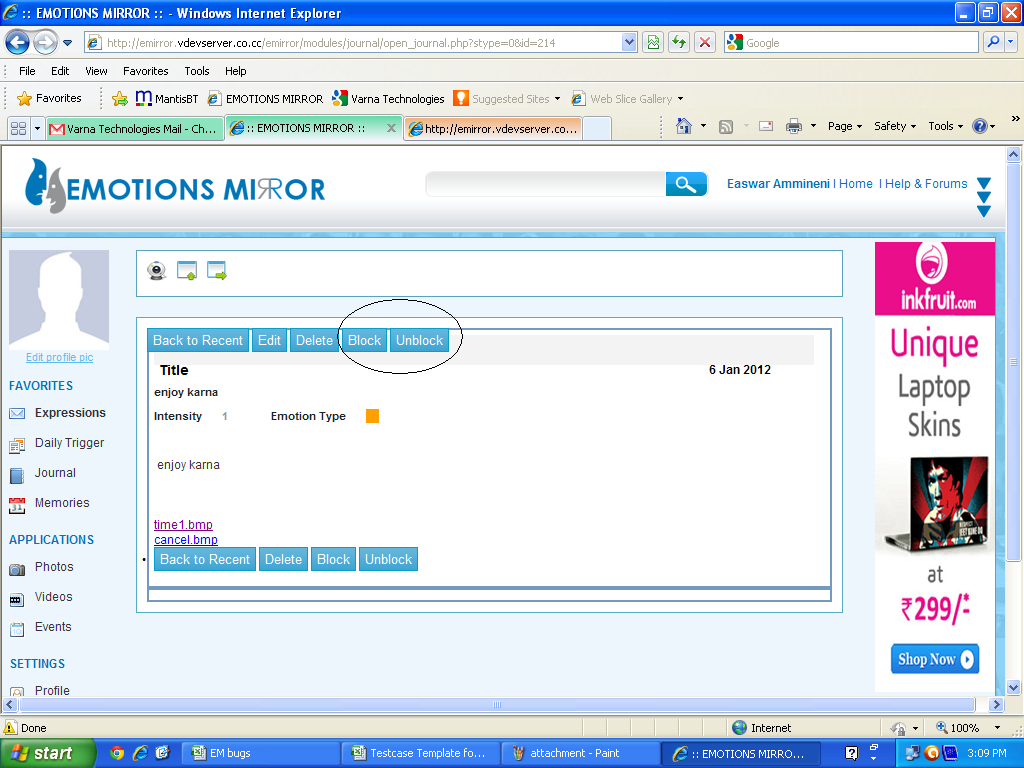 :: EMOTIONS MIRROR :: - Windows Internet Explorer
http://emirror.vdevserver.co.cc/emirror/modules/journal/open_journal.php?stype=0&id=214
Google
File Edit View Favorites Tools Help
Favorites MantisBT EMOTIONS MIRROR Varna Technologies Suggested Sites Web Slice Gallery
Varna Technologies Mail - Ch... :: EMOTIONS MIRROR :: X http://emirror.vdevserver.co... Page Safety Tools »
EMOTIONS MIRROR
Easwar Ammineni | Home | Help & Forums
Edit profile pic
FAVORITES
Expressions
Daily Trigger
Journal
Memories
APPLICATIONS
Photos
Videos
Events
SETTINGS
Profile
Back to Recent Edit Delete Block Unblock
Title 6 Jan 2012
enjoy karna
Intensity 1 Emotion Type
enjoy karna
time1.bmp
cancel.bmp
Back to Recent Delete Block Unblock
inkfruit.com
Unique
Laptop
Skins
at
₹299/-*
Shop Now
Done Internet 100%
start EM bugs Testcase Template fo... attachment - Paint :: EMOTIONS MIRRO... 3:09 PM